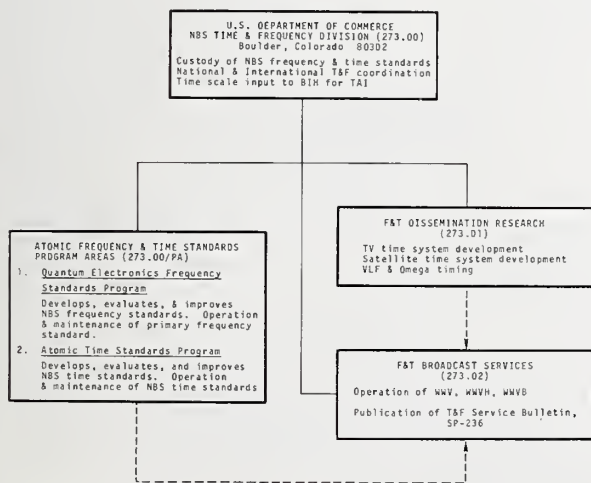 U.S. DEPARTMENT OF COMMERCE
NBS TIME & FREQUENCY DIVISION (273.00)
Boulder, Colorado 80302
Custody of NBS frequency & time standards
National & International T&F coordination
Time scale input to BIH for TAI
ATOMIC FREQUENCY & TIME STANDARDS
PROGRAM AREAS (273.00/PA)
1. Quantum Electronics Frequency
Standards Program
Develops, evaluates, & improves
NBS frequency standards. Operation
& maintenance of primary frequency
standard.
2. Atomic Time Standards Program
Develops, evaluates, and improves
NBS time standards. Operation
& maintenance of NBS time standards
F&T DISSEMINATION RESEARCH
(273.01)
TV time system development
Satellite time system development
VLF & Omega timing
F&T BROADCAST SERVICES
(273.02)
Operation of WWV, WWVH, WWVB
Publication of T&F Service Bulletin,
SP-236